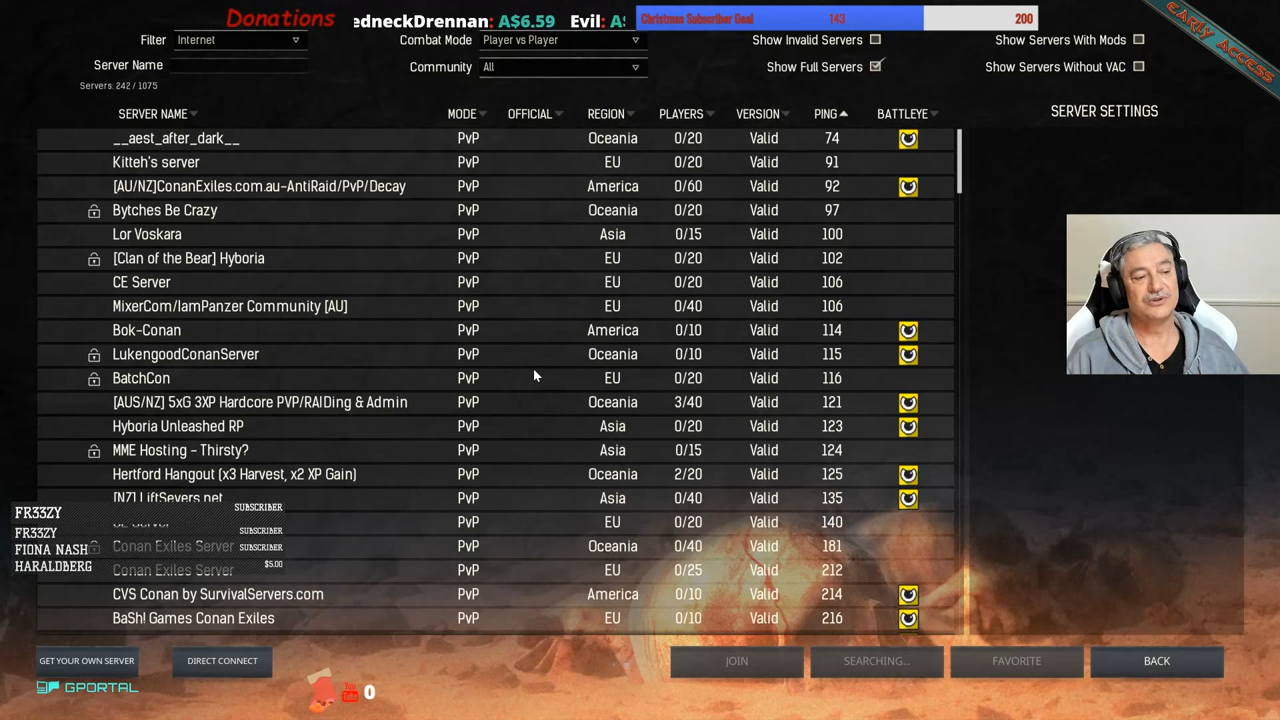 Donations
edneckDrennan: A$6.59 Evil: A$
Christmas Subscriber Goal 143 200
EARLY ACCESS
Filter Internet
Combat Mode Player vs Player
Show Invalid Servers
Show Servers With Mods
Server Name
Community All
Show Full Servers
Show Servers Without VAC
Servers: 242 / 1075
SERVER NAME MODE OFFICIAL REGION PLAYERS VERSION PING BATTLEYE
SERVER SETTINGS
__aest_after_dark__ PvP Oceania 0/20 Valid 74
Kitteh's server PvP EU 0/20 Valid 91
[AU/NZ]ConanExiles.com.au-AntiRaid/PvP/Decay PvP America 0/60 Valid 92
Bytches Be Crazy PvP Oceania 0/20 Valid 97
Lor Voskara PvP Asia 0/15 Valid 100
[Clan of the Bear] Hyboria PvP EU 0/20 Valid 102
CE Server PvP EU 0/20 Valid 106
MixerCom/IamPanzer Community [AU] PvP EU 0/40 Valid 106
Bok-Conan PvP America 0/10 Valid 114
LukengoodConanServer PvP Oceania 0/10 Valid 115
BatchCon PvP EU 0/20 Valid 116
[AUS/NZ] 5xG 3XP Hardcore PVP/RAIDing & Admin PvP Oceania 3/40 Valid 121
Hyboria Unleashed RP PvP Asia 0/20 Valid 123
MME Hosting - Thirsty? PvP Asia 0/15 Valid 124
Hertford Hangout (x3 Harvest, x2 XP Gain) PvP Oceania 2/20 Valid 125
[NZ] LiftSevers.net PvP Asia 0/40 Valid 135
FR33ZY SUBSCRIBER
CE Server PvP EU 0/20 Valid 140
FR33ZY SUBSCRIBER
Conan Exiles Server PvP Oceania 0/40 Valid 181
FIONA NASH SUBSCRIBER
HARALDBERG $5.00
Conan Exiles Server PvP EU 0/25 Valid 212
CVS Conan by SurvivalServers.com PvP America 0/10 Valid 214
BaSh! Games Conan Exiles PvP EU 0/10 Valid 216
GET YOUR OWN SERVER
DIRECT CONNECT
JOIN
SEARCHING...
FAVORITE
BACK
GPORTAL
You Tube 0